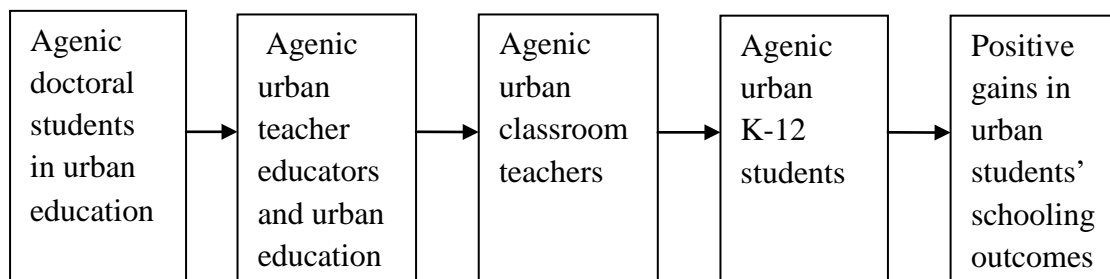 Agenic
doctoral
students
in urban
education
Agenic
urban
teacher
educators
and urban
education
Agenic
urban
classroom
teachers
Agenic
urban
K-12
students
Positive
gains in
urban
students’
schooling
outcomes